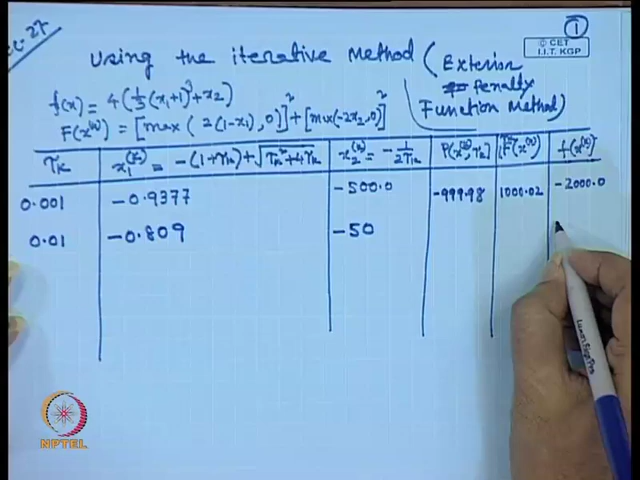 ec-27
①
© CET
I.I.T. KGP
Using the iterative Method (Exterior
Penalty
Function Method)
f(x) = 4(⅓(x₁+1)³+x₂)
F(x⁽ᵏ⁾) = [max( 2(1-x₁),0)]² + [max(-2x₂,0)]²
rₖ x₁⁽ᵏ⁾ = -(1+rₖ)+√rₖ²+4rₖ x₂⁽ᵏ⁾ = -1/2rₖ P(x⁽ᵏ⁾, rₖ) F(x⁽ᵏ⁾) f(x⁽ᵏ⁾)
0.001 -0.9377 -500.0 -999.98 1000.02 -2000.0
0.01 -0.809 -50
NPTEL